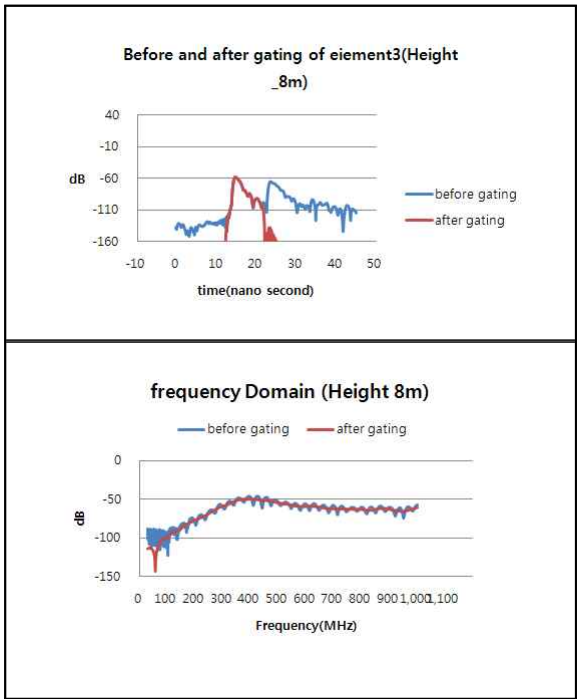 Before and after gating of eiement3(Height
_8m)
40
-10
-60
-110
-160
dB
-10 0 10 20 30 40 50
time(nano second)
before gating
after gating
frequency Domain (Height 8m)
before gating after gating
0
-50
-100
-150
dB
0 100 200 300 400 500 600 700 800 900 1,000 1,100
Frequency(MHz)